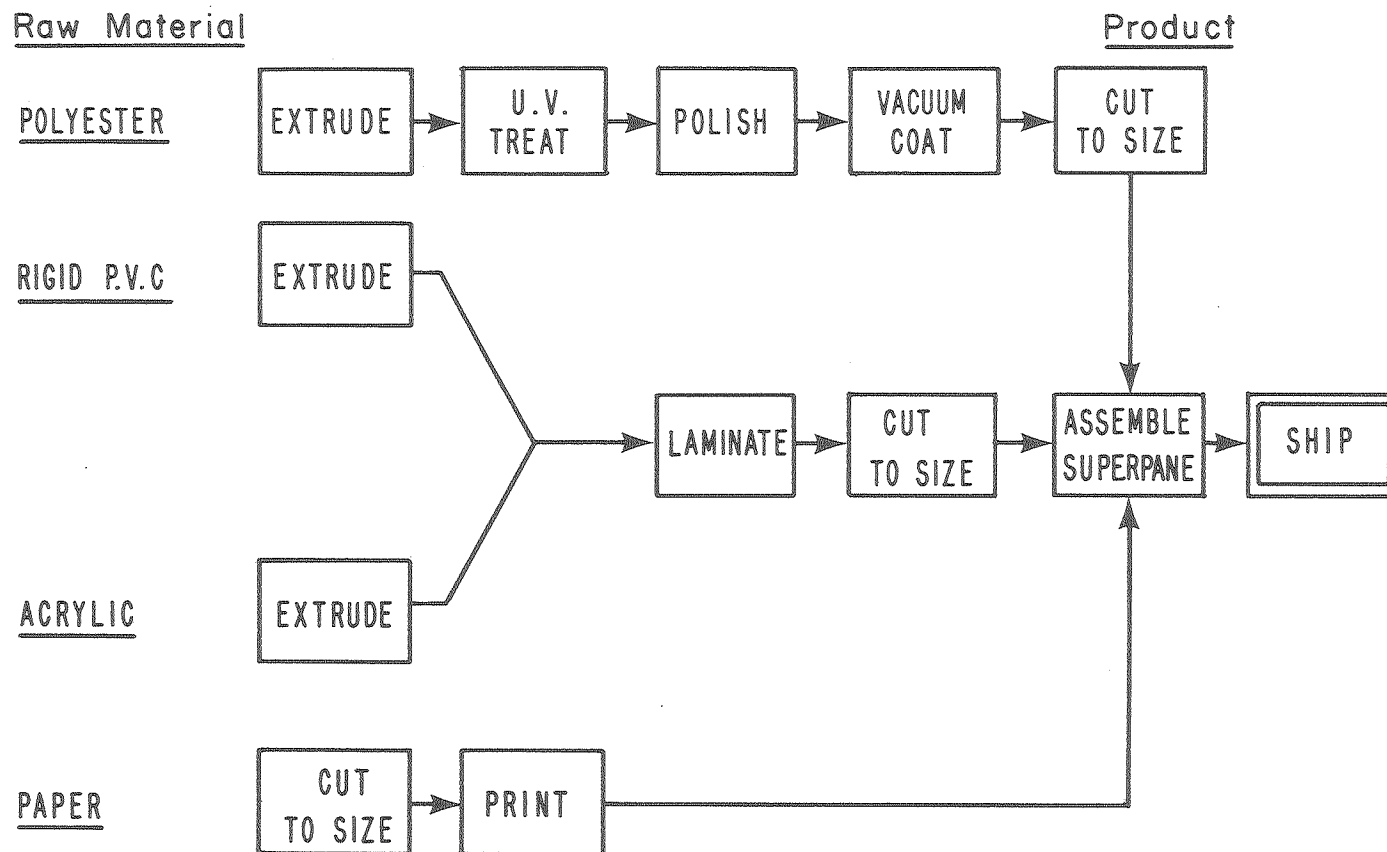 Raw Material
Product
POLYESTER
EXTRUDE
U.V.
TREAT
POLISH
VACUUM
COAT
CUT
TO SIZE
RIGID P.V.C
EXTRUDE
LAMINATE
CUT
TO SIZE
ASSEMBLE
SUPERPANE
SHIP
ACRYLIC
EXTRUDE
PAPER
CUT
TO SIZE
PRINT